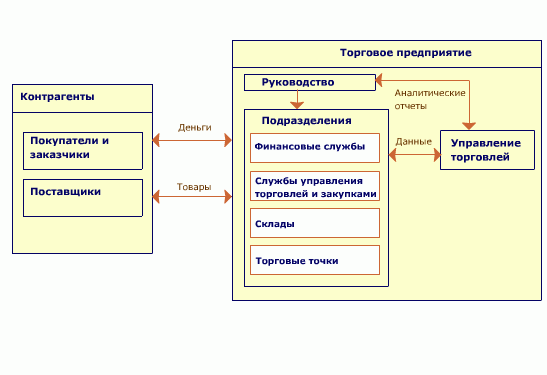 Торговое предприятие
Руководство
Контрагенты
Аналитические
отчеты
Подразделения
Деньги
Покупатели и
заказчики
Финансовые службы
Данные
Управление
торговлей
Поставщики
Товары
Службы управления
торговлей и закупками
Склады
Торговые точки